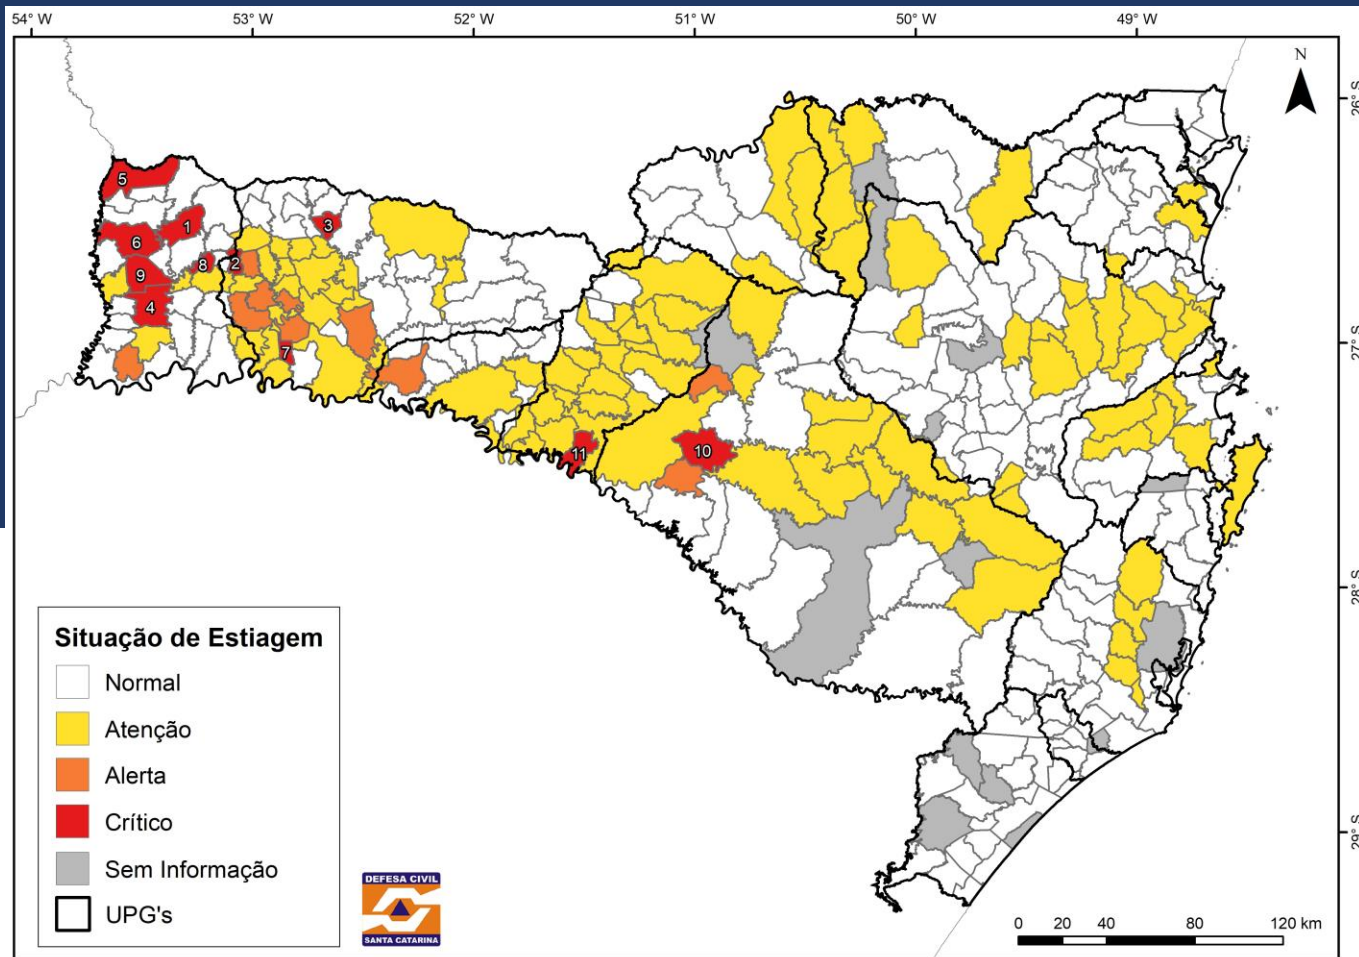 54° W 53° W 52° W 51° W 50° W 49° W
N
26° S
5
1
3
6
8 2
9
4
27° S
7
10
11
28° S
Situação de Estiagem
Normal
Atenção
Alerta
Crítico
Sem Informação
UPG's
DEFESA CIVIL
SANTA CATARINA
29° S
0 20 40 80 120 km